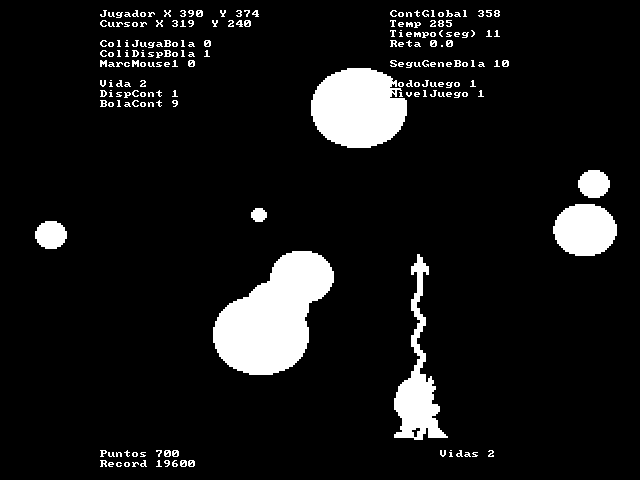 Jugador X 390  Y 374
Cursor X 319  Y 240
ColiJugaBola 0
ColiDispBola 1
MarcMouse1 0
Vida 2
DispCont 1
BolaCont 9
ContGlobal 358
Temp 285
Tiempo(seg) 11
Reta 0.0
SeguGeneBola 10
ModoJuego 1
NivelJuego 1
Puntos 700
Record 19600
Vidas 2